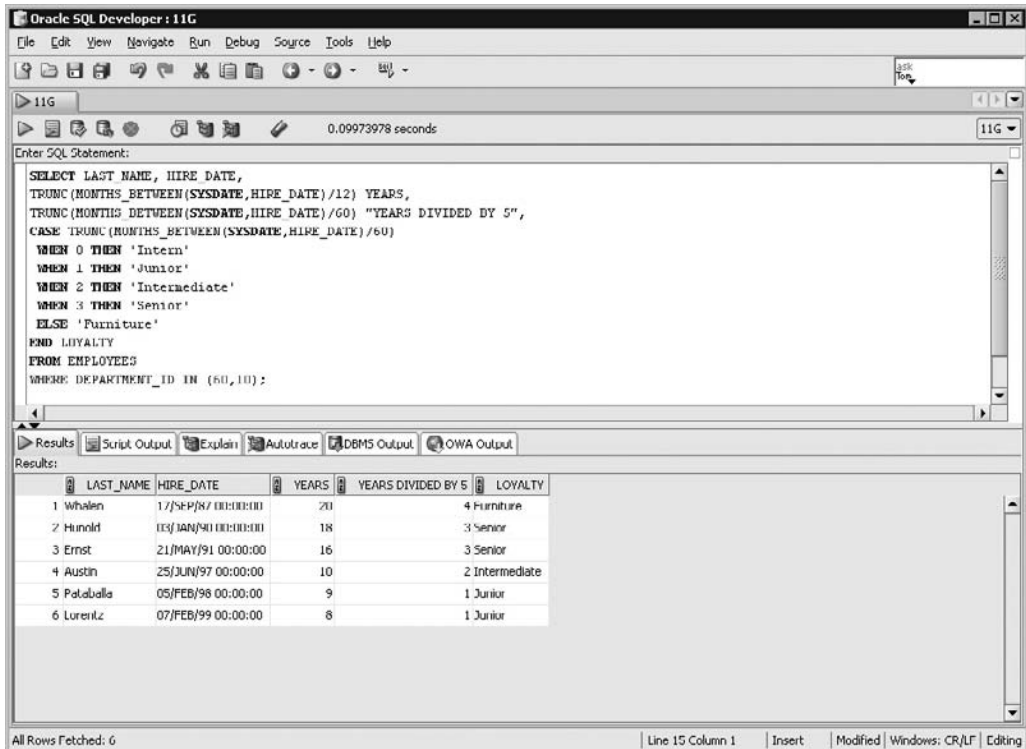 Oracle SQL Developer : 11G
File Edit View Navigate Run Debug Source Tools Help
ask
Tom
11G
0.09973978 seconds
11G
Enter SQL Statement:
SELECT LAST_NAME, HIRE_DATE,
TRUNC(MONTHS_BETWEEN(SYSDATE,HIRE_DATE)/12) YEARS,
TRUNC(MONTHS_BETWEEN(SYSDATE,HIRE_DATE)/60) "YEARS DIVIDED BY 5",
CASE TRUNC(MONTHS_BETWEEN(SYSDATE,HIRE_DATE)/60)
WHEN 0 THEN 'Intern'
WHEN 1 THEN 'Junior'
WHEN 2 THEN 'Intermediate'
WHEN 3 THEN 'Senior'
ELSE 'Furniture'
END LOYALTY
FROM EMPLOYEES
WHERE DEPARTMENT_ID IN (60,10);
Results Script Output Explain Autotrace DBMS Output OWA Output
Results:
LAST_NAME HIRE_DATE YEARS YEARS DIVIDED BY 5 LOYALTY
1 Whalen 17/SEP/87 00:00:00 20 4 Furniture
2 Hunold 03/JAN/90 00:00:00 18 3 Senior
3 Ernst 21/MAY/91 00:00:00 16 3 Senior
4 Austin 25/JUN/97 00:00:00 10 2 Intermediate
5 Pataballa 05/FEB/98 00:00:00 9 1 Junior
6 Lorentz 07/FEB/99 00:00:00 8 1 Junior
All Rows Fetched: 6 Line 15 Column 1 Insert Modified Windows: CR/LF Editing